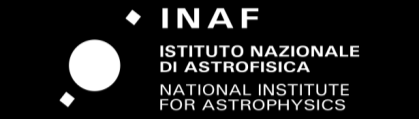 INAF
ISTITUTO NAZIONALE
DI ASTROFISICA
NATIONAL INSTITUTE
FOR ASTROPHYSICS